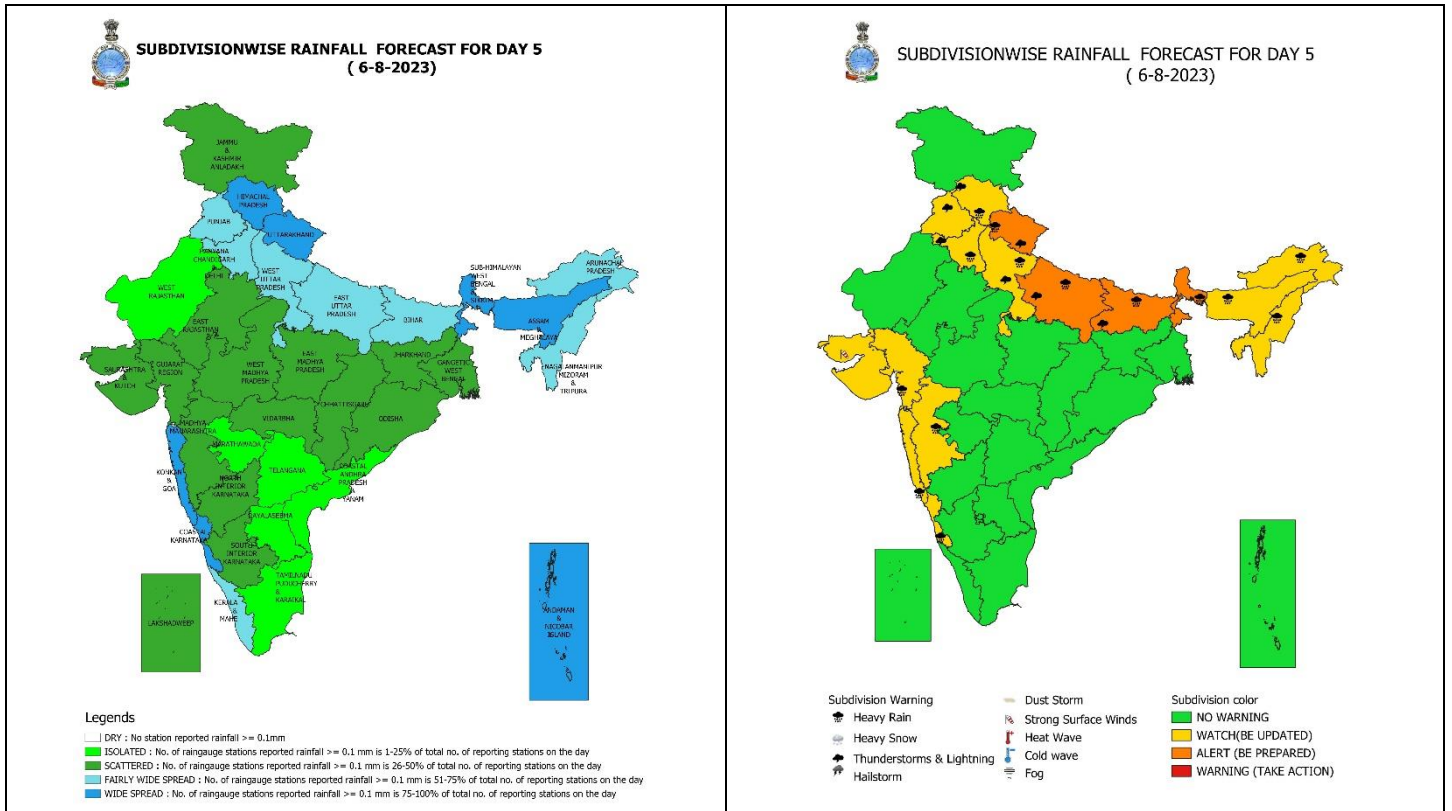 SUBDIVISIONWISE RAINFALL FORECAST FOR DAY 5
( 6-8-2023)
JAMMU
&
KASHMIR
ANLADAKH
HIMACHAL
PRADESH
PUNJAB
UTTARAKHAND
HARYANA
CHANDIGARH
DELHI
WEST
UTTAR
PRADESH
WEST
RAJASTHAN
EAST
RAJASTHAN
EAST
UTTAR
PRADESH
BIHAR
SUB-HIMALAYAN
WEST
BENGAL
&
SIKKIM
ARUNACHAL
PRADESH
ASSAM
&
MEGHALAYA
NAGALANMANIPUR
MIZORAM
&
TRIPURA
SAURASHTRA
&
KUTCH
GUJARAT
REGION
WEST
MADHYA
PRADESH
EAST
MADHYA
PRADESH
JHARKHAND
GANGETIC
WEST
BENGAL
CHHATTISGARH
ODISHA
VIDARBHA
MADHYA
MAHARASHTRA
MARATHAWADA
KONKAN
&
GOA
TELANGANA
COASTAL
ANDHRA
PRADESH
&
YANAM
NORTH
INTERIOR
KARNATAKA
RAYALASEEMA
COASTAL
KARNATAKA
SOUTH
INTERIOR
KARNATAKA
TAMILNADU
PUDUCHERRY
&
KARAIKAL
KERALA
&
MAHE
LAKSHADWEEP
ANDAMAN
&
NICOBAR
ISLAND
Legends
DRY : No station reported rainfall >= 0.1mm
ISOLATED : No. of raingauge stations reported rainfall >= 0.1 mm is 1-25% of total no. of reporting stations on the day
SCATTERED : No. of raingauge stations reported rainfall >= 0.1 mm is 26-50% of total no. of reporting stations on the day
FAIRLY WIDE SPREAD : No. of raingauge stations reported rainfall >= 0.1 mm is 51-75% of total no. of reporting stations on the day
WIDE SPREAD : No. of raingauge stations reported rainfall >= 0.1 mm is 75-100% of total no. of reporting stations on the day
SUBDIVISIONWISE RAINFALL FORECAST FOR DAY 5
( 6-8-2023)
Subdivision Warning
Heavy Rain
Heavy Snow
Thunderstorms & Lightning
Hailstorm
Dust Storm
Strong Surface Winds
Heat Wave
Cold wave
Fog
Subdivision color
NO WARNING
WATCH(BE UPDATED)
ALERT (BE PREPARED)
WARNING (TAKE ACTION)